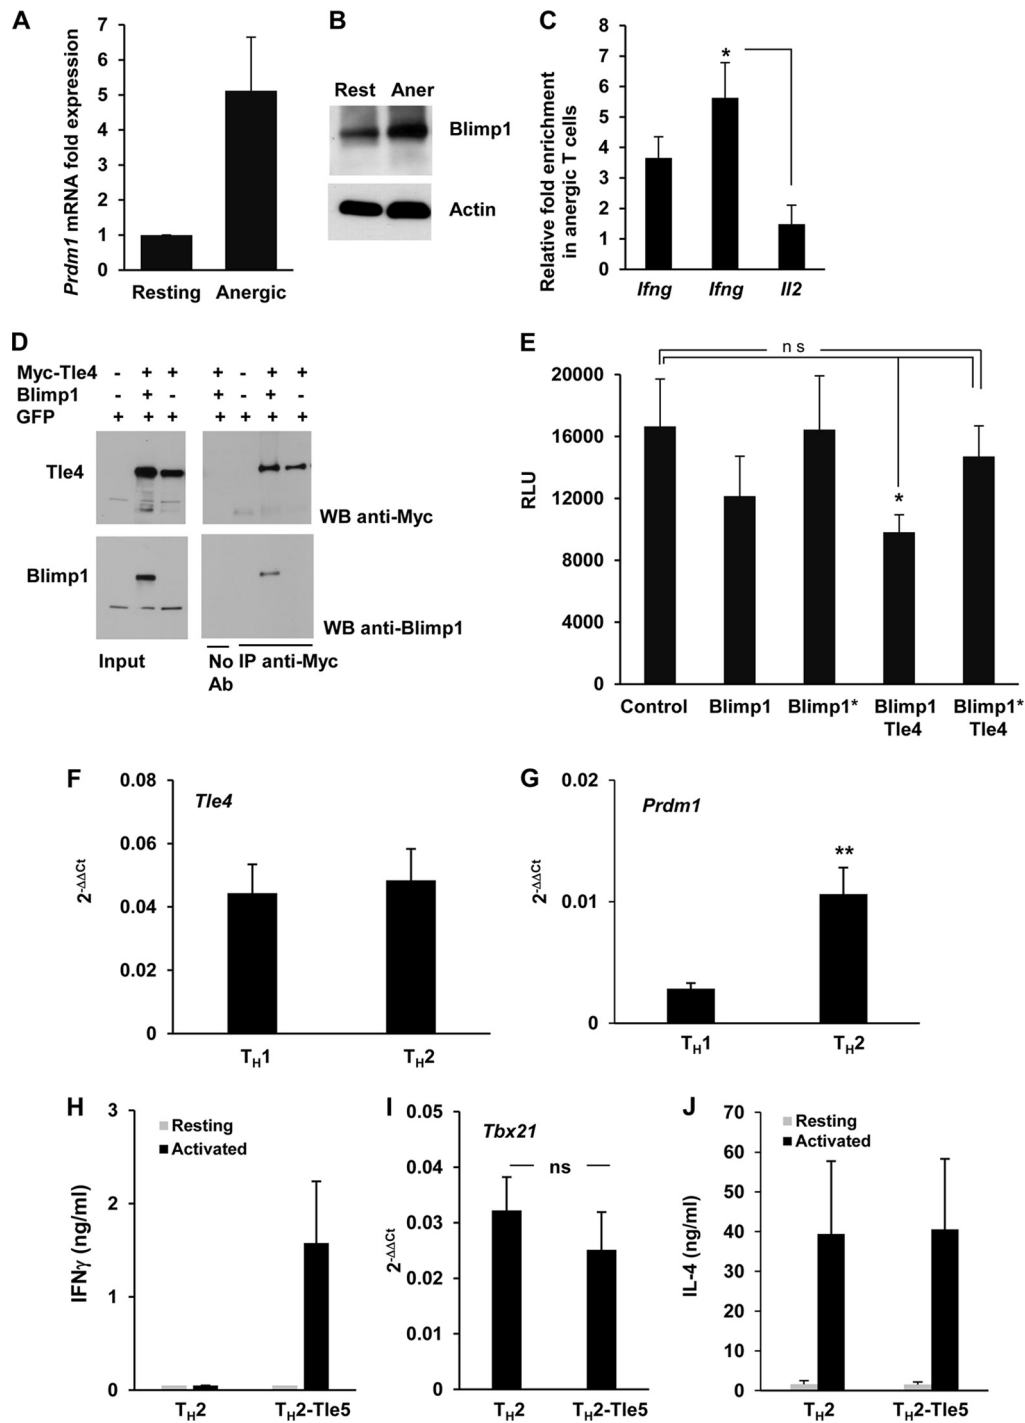 A
Prdm1 mRNA fold expression
7
6
5
4
3
2
1
0
Resting Anergic
B
Rest Aner
Blimp1
Actin
C
Relative fold enrichment
in anergic T cells
8
7
6
5
4
3
2
1
0
*
Ifng Ifng Il2
D
Myc-Tle4 - + + + - + +
Blimp1 - + - + - + -
GFP + + + + + + +
Tle4
WB anti-Myc
Blimp1
WB anti-Blimp1
Input
No
Ab
IP anti-Myc
E
n s
RLU
20000
16000
12000
8000
4000
0
*
Control Blimp1 Blimp1* Blimp1 Blimp1*
Tle4 Tle4
F
Tle4
2-ΔΔCt
0.08
0.06
0.04
0.02
0
TH1 TH2
G
Prdm1
2-ΔΔCt
0.02
0.01
0
**
TH1 TH2
H
IFNγ (ng/ml)
3
2
1
0
Resting
Activated
TH2 TH2-Tle5
I
Tbx21
2-ΔΔCt
0.05
0.04
0.03
0.02
0.01
0
ns
TH2 TH2-Tle5
J
IL-4 (ng/ml)
70
60
50
40
30
20
10
0
Resting
Activated
TH2 TH2-Tle5